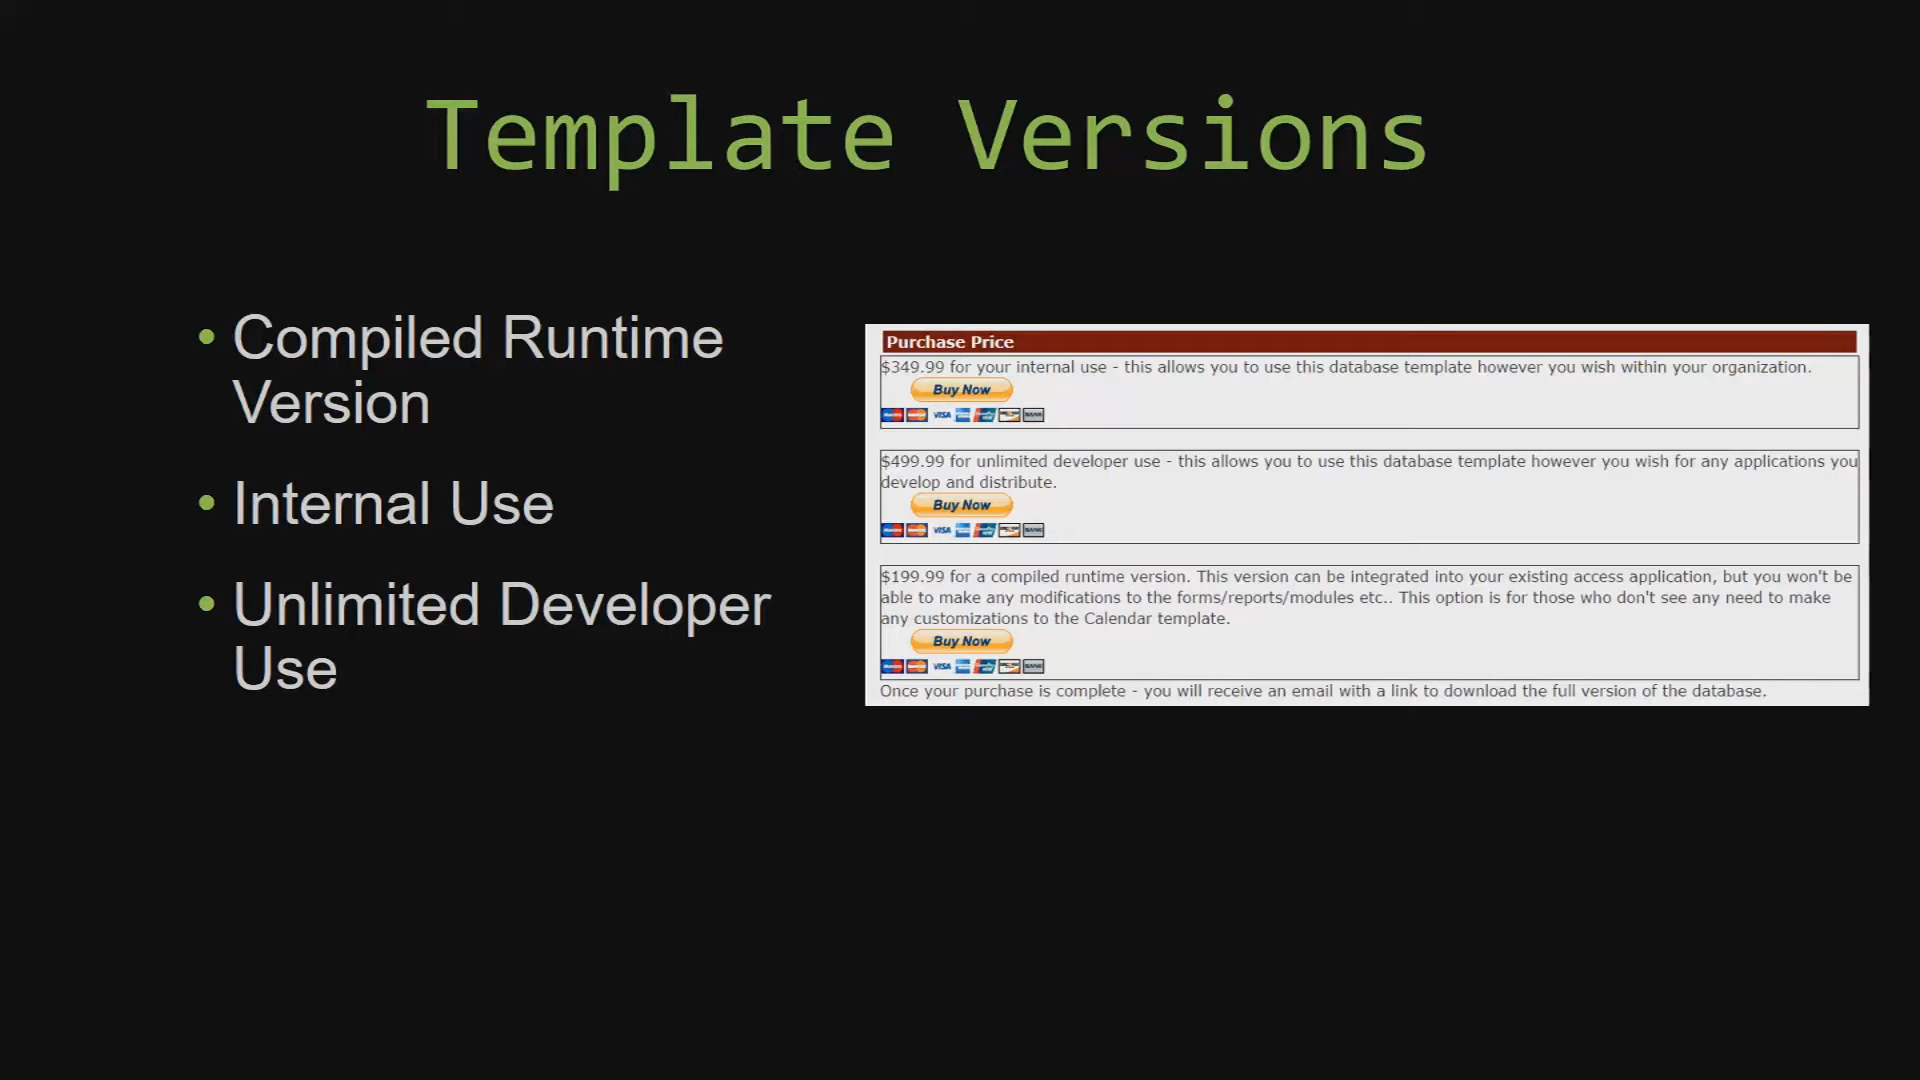 Template Versions
• Compiled Runtime
Version
• Internal Use
• Unlimited Developer
Use
Purchase Price
$349.99 for your internal use - this allows you to use this database template however you wish within your organization.
Buy Now
VISA
$499.99 for unlimited developer use - this allows you to use this database template however you wish for any applications you
develop and distribute.
Buy Now
VISA
$199.99 for a compiled runtime version. This version can be integrated into your existing access application, but you won't be
able to make any modifications to the forms/reports/modules etc.. This option is for those who don't see any need to make
any customizations to the Calendar template.
Buy Now
VISA
Once your purchase is complete - you will receive an email with a link to download the full version of the database.